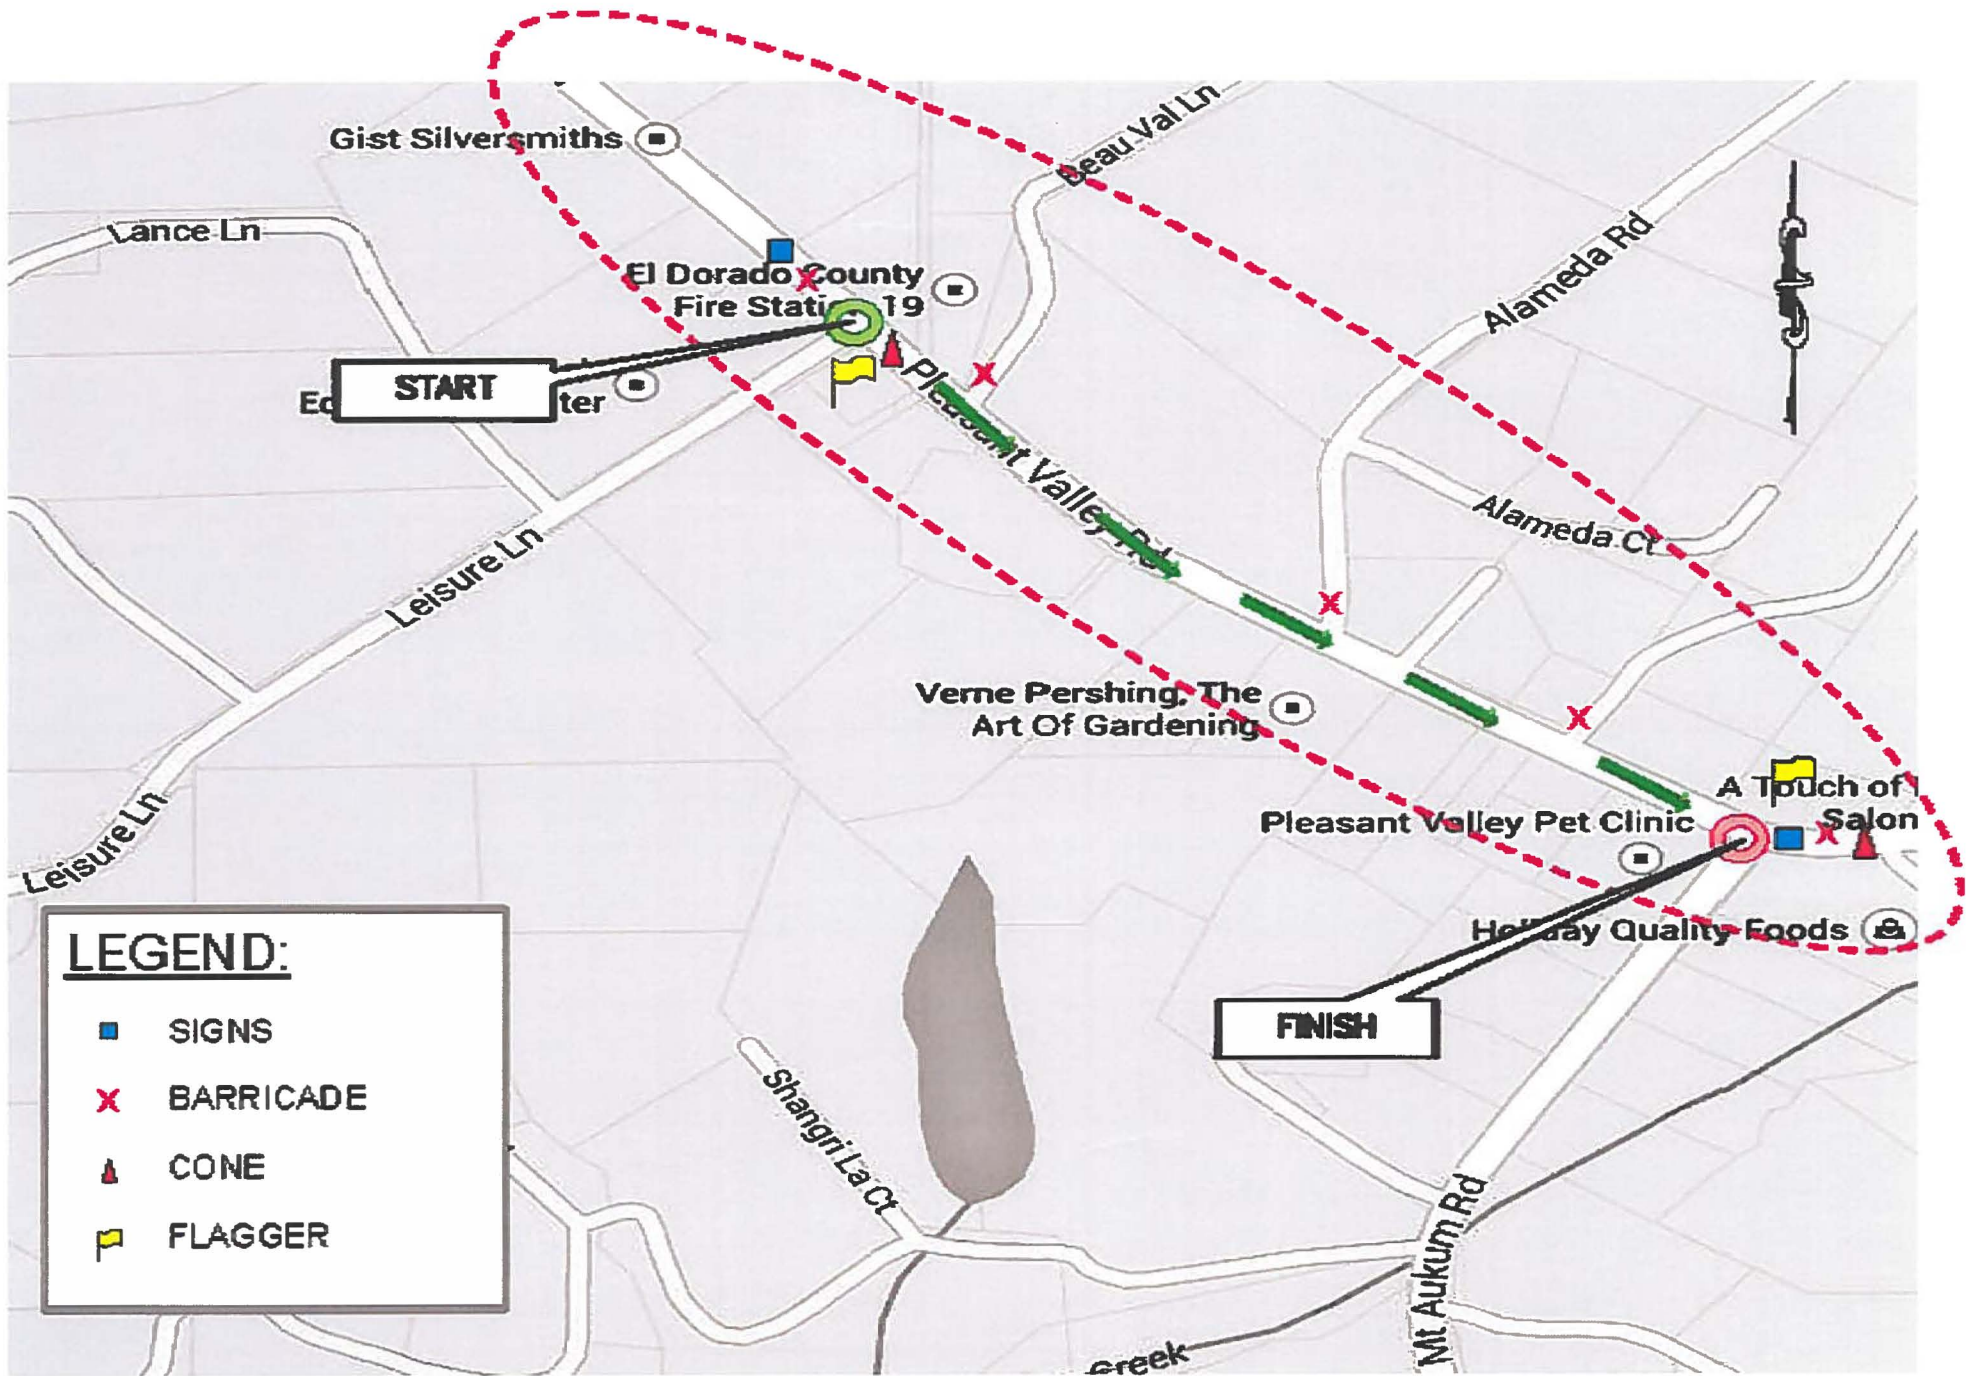 Gist Silversmiths
Beau Val Ln
Lance Ln
Alameda Rd
El Dorado County
Fire Stati 19
START
ter
Pleasant Valley Rd
Alameda Ct
Leisure Ln
Verne Pershing, The
Art Of Gardening
A Touch of
Salon
Pleasant Valley Pet Clinic
Leisure Ln
Holiday Quality Foods
FINISH
LEGEND:
SIGNS
BARRICADE
CONE
FLAGGER
Shangri La Ct
Mt Aukum Rd
Creek